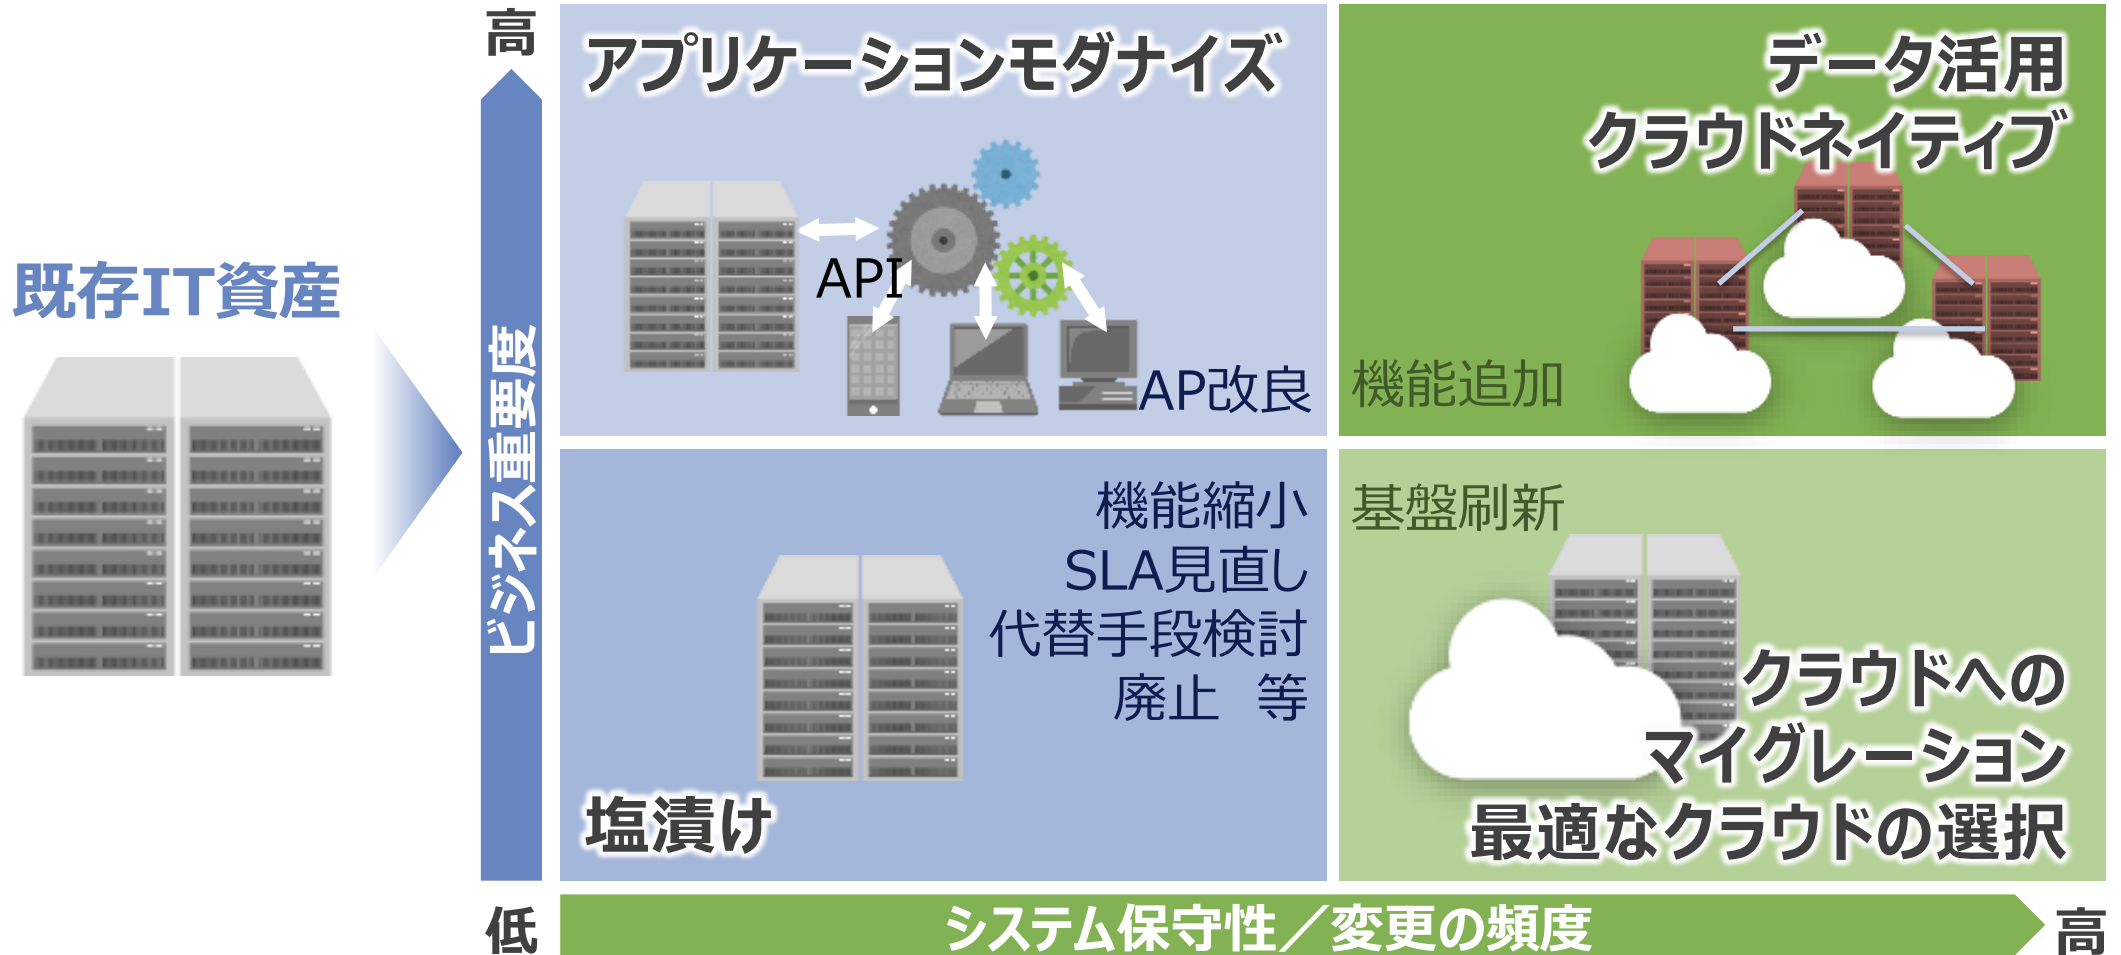 既存IT資産
高
ビジネス重要度
低
アプリケーションモダナイズ
API
AP改良
データ活用
クラウドネイティブ
機能追加
機能縮小
SLA見直し
代替手段検討
廃止 等
塩漬け
基盤刷新
クラウドへの
マイグレーション
最適なクラウドの選択
システム保守性／変更の頻度
高